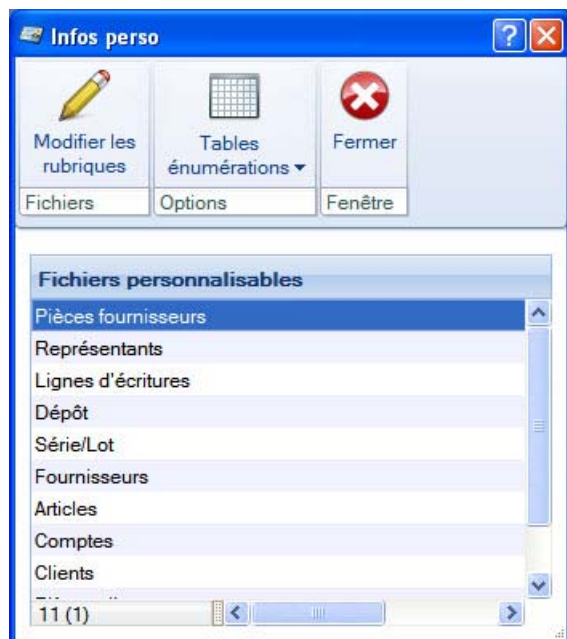 Infos perso
Modifier les rubriques
Tables énumérations
Fermer
Fichiers
Options
Fenêtre
Fichiers personnalisables
Pièces fournisseurs
Représentants
Lignes d'écritures
Dépôt
Série/Lot
Fournisseurs
Articles
Comptes
Clients
11 (1)